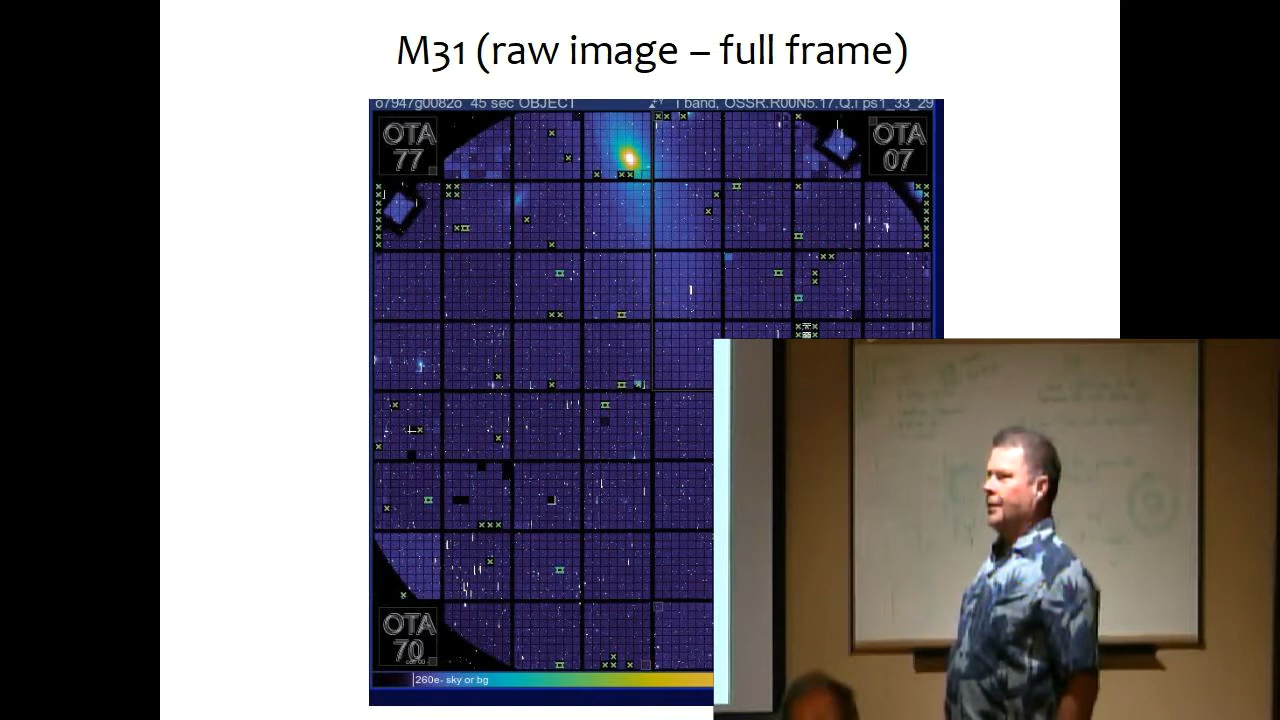 M31 (raw image – full frame)
o7947g0082o 45 sec OBJECT
i band, OSSR.R00N5.17.Q.i ps1_33_29
OTA
77
OTA
07
OTA
70
260e- sky or bg